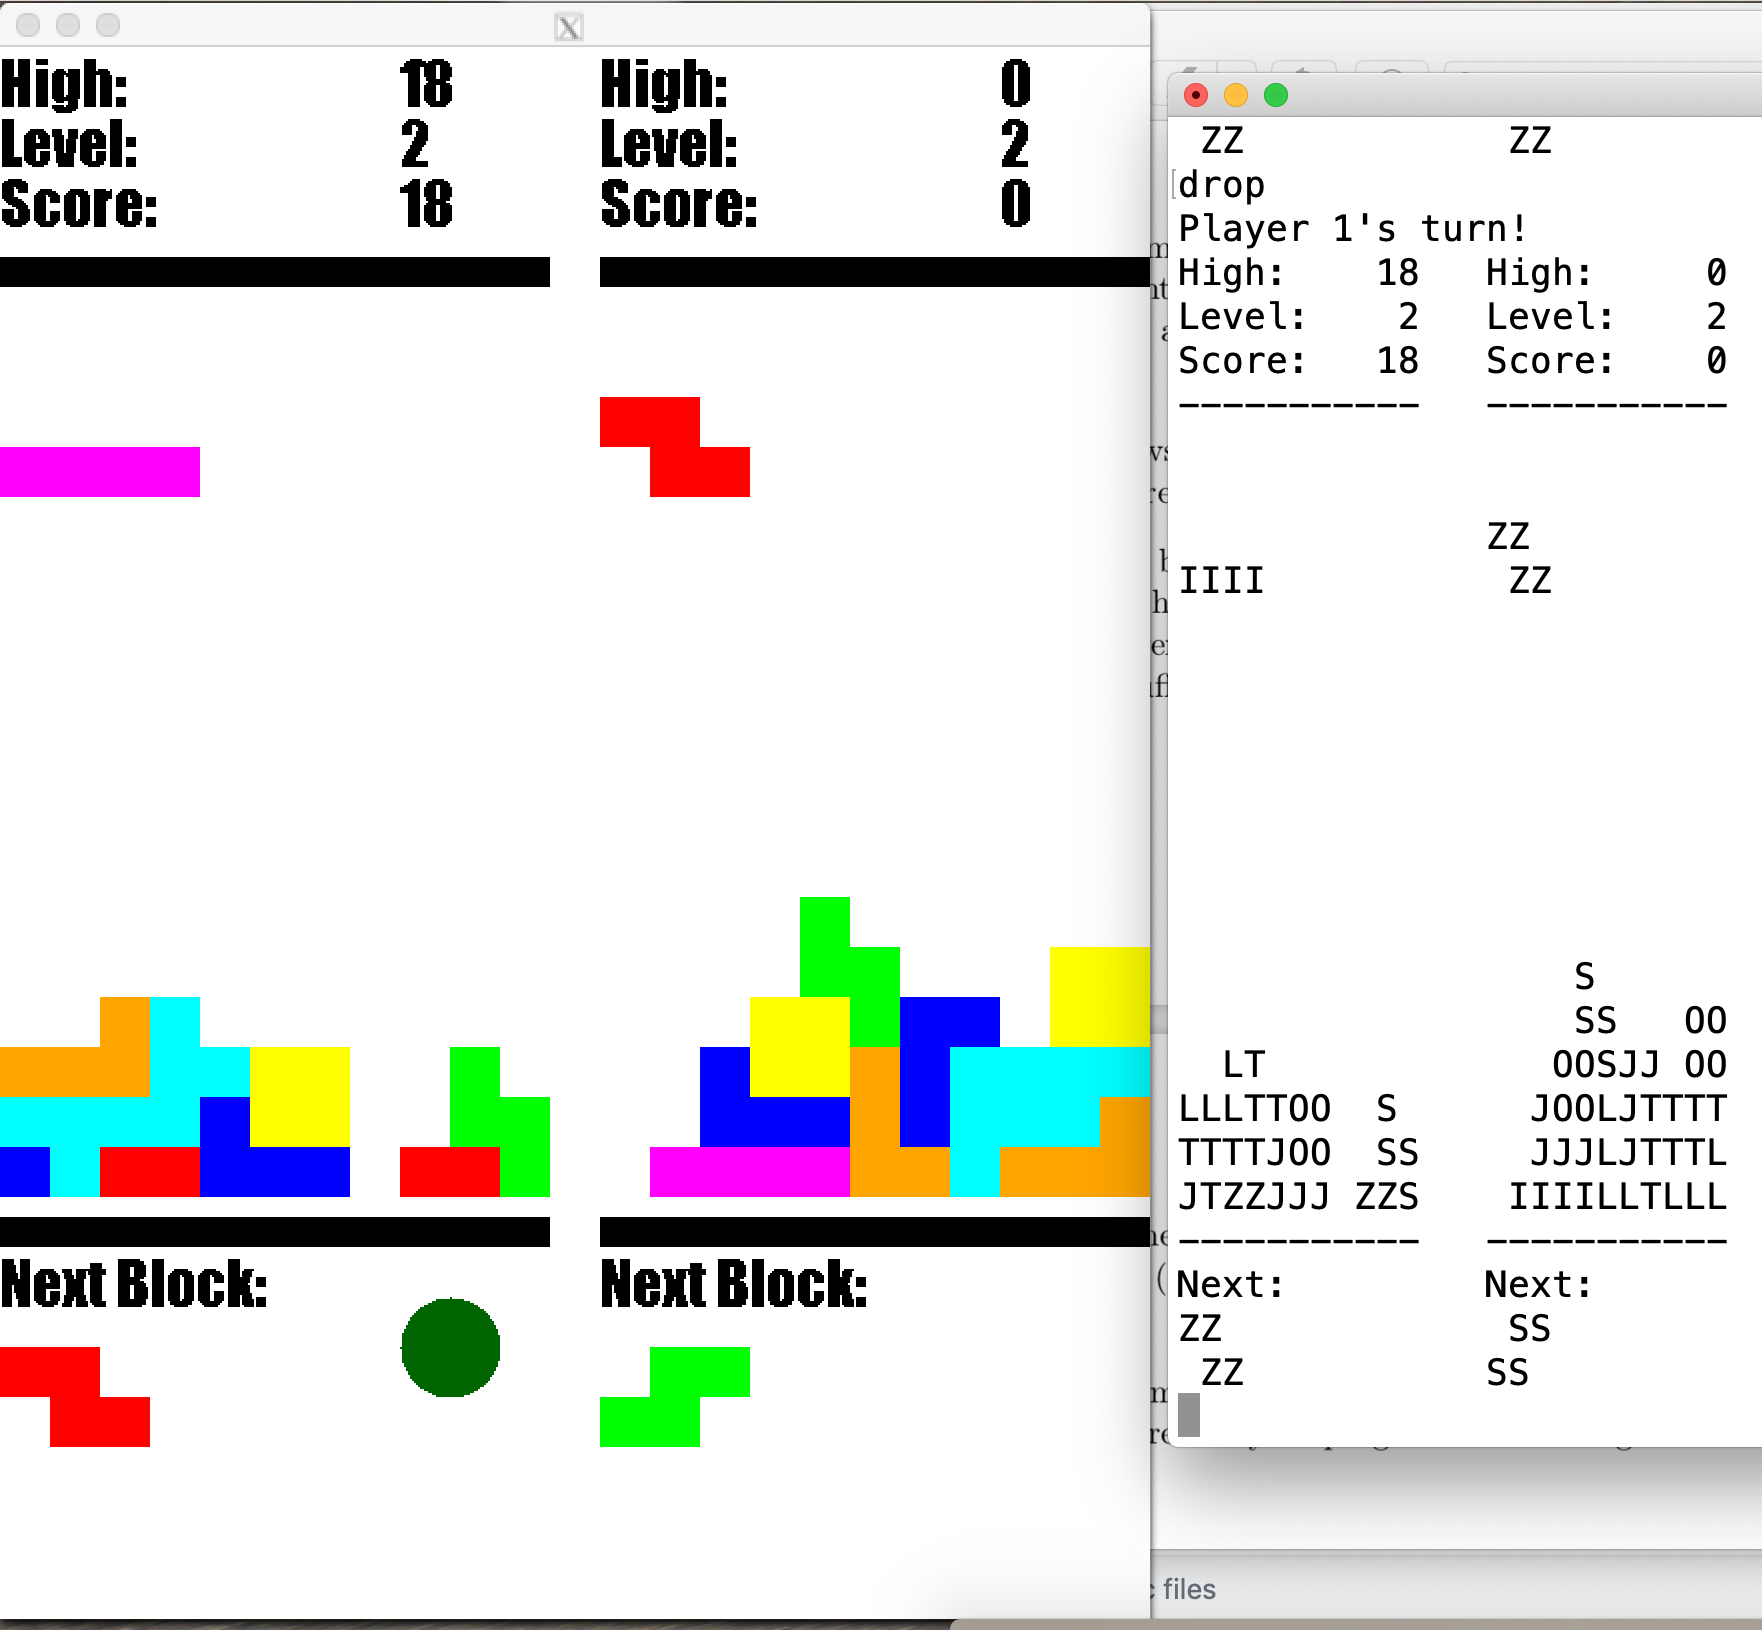 High: 18 High: 0
Level: 2 Level: 2
Score: 18 Score: 0
Next Block: Next Block:
 ZZ            ZZ
drop
Player 1's turn!
High:    18   High:     0
Level:    2   Level:    2
Score:   18   Score:    0
-----------   -----------
              ZZ
IIII           ZZ
                  S
                  SS   OO
  LT             OOSJJ OO
LLLTTOO  S      JOOLJTTTT
TTTTJOO  SS     JJJLJTTTL
JTZZJJJ ZZS    IIIILLTLLL
-----------   -----------
Next:         Next:
ZZ             SS
 ZZ           SS
files